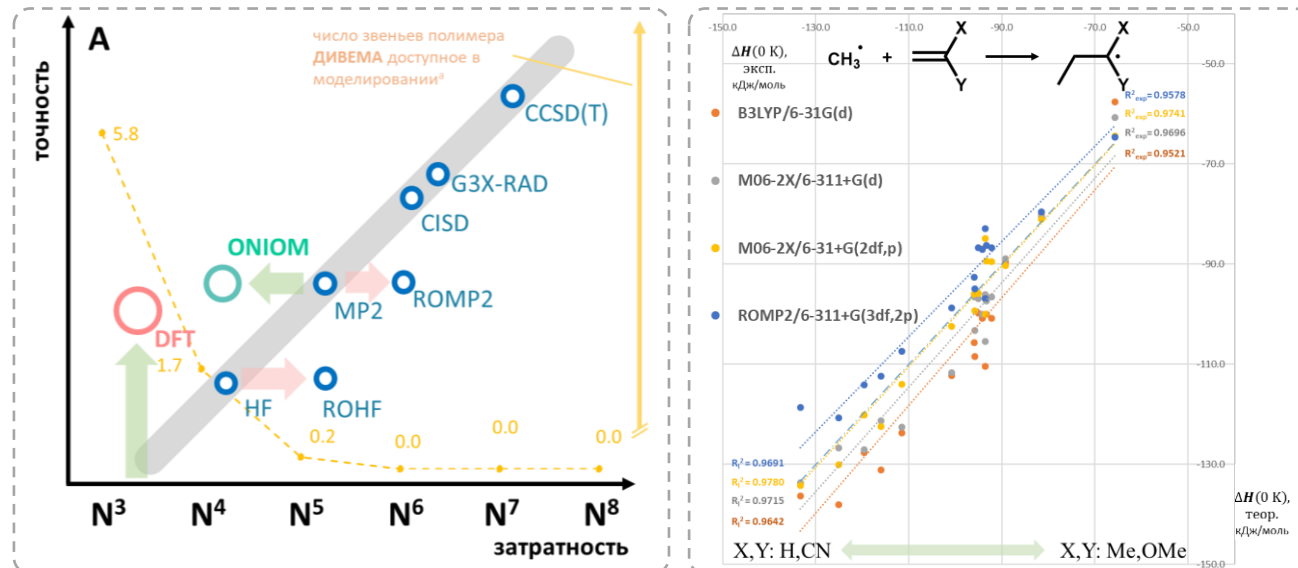 A
точность
число звеньев полимера
ДИВЕМА доступное в
моделированииᵃ
5.8
CCSD(T)
G3X-RAD
CISD
ONIOM
MP2
ROMP2
DFT
1.7
HF
ROHF
0.2
0.0
0.0
0.0
N³ N⁴ N⁵ N⁶ N⁷ N⁸
затратность
-150.0 -130.0 -110.0 -90.0 -70.0 -50.0
ΔH(0 К),
эксп.
кДж/моль
CH₃• + X Y X Y
-50.0
B3LYP/6-31G(d)
M06-2X/6-311+G(d)
M06-2X/6-31+G(2df,p)
ROMP2/6-311+G(3df,2p)
R²exp = 0.9578
R²exp = 0.9741
R²exp = 0.9696
R²exp = 0.9521
-70.0
-90.0
-110.0
-130.0
Rₗ² = 0.9691
Rₗ² = 0.9780
Rₗ² = 0.9715
Rₗ² = 0.9642
ΔH(0 К),
теор.
кДж/моль
X,Y: H,CN X,Y: Me,OMe
-150.0